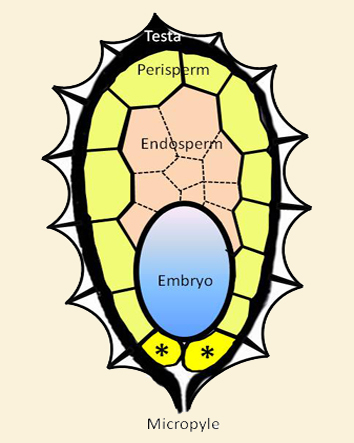 Testa
Perisperm
Endosperm
Embryo
* *
Micropyle